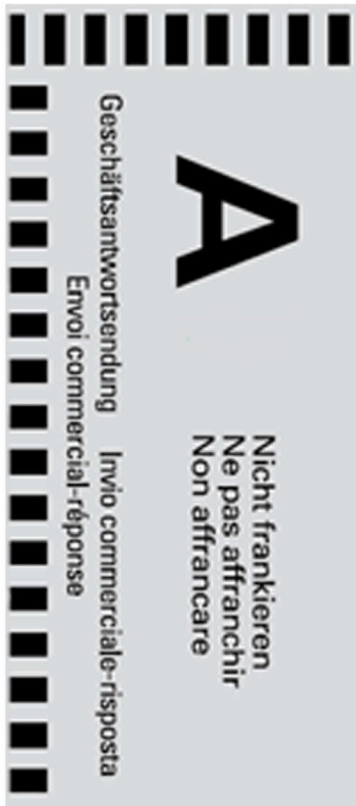 A
Nicht frankieren
Ne pas affranchir
Non affrancare
Geschäftsantwortsendung Invio commerciale-risposta
Envoi commercial-réponse